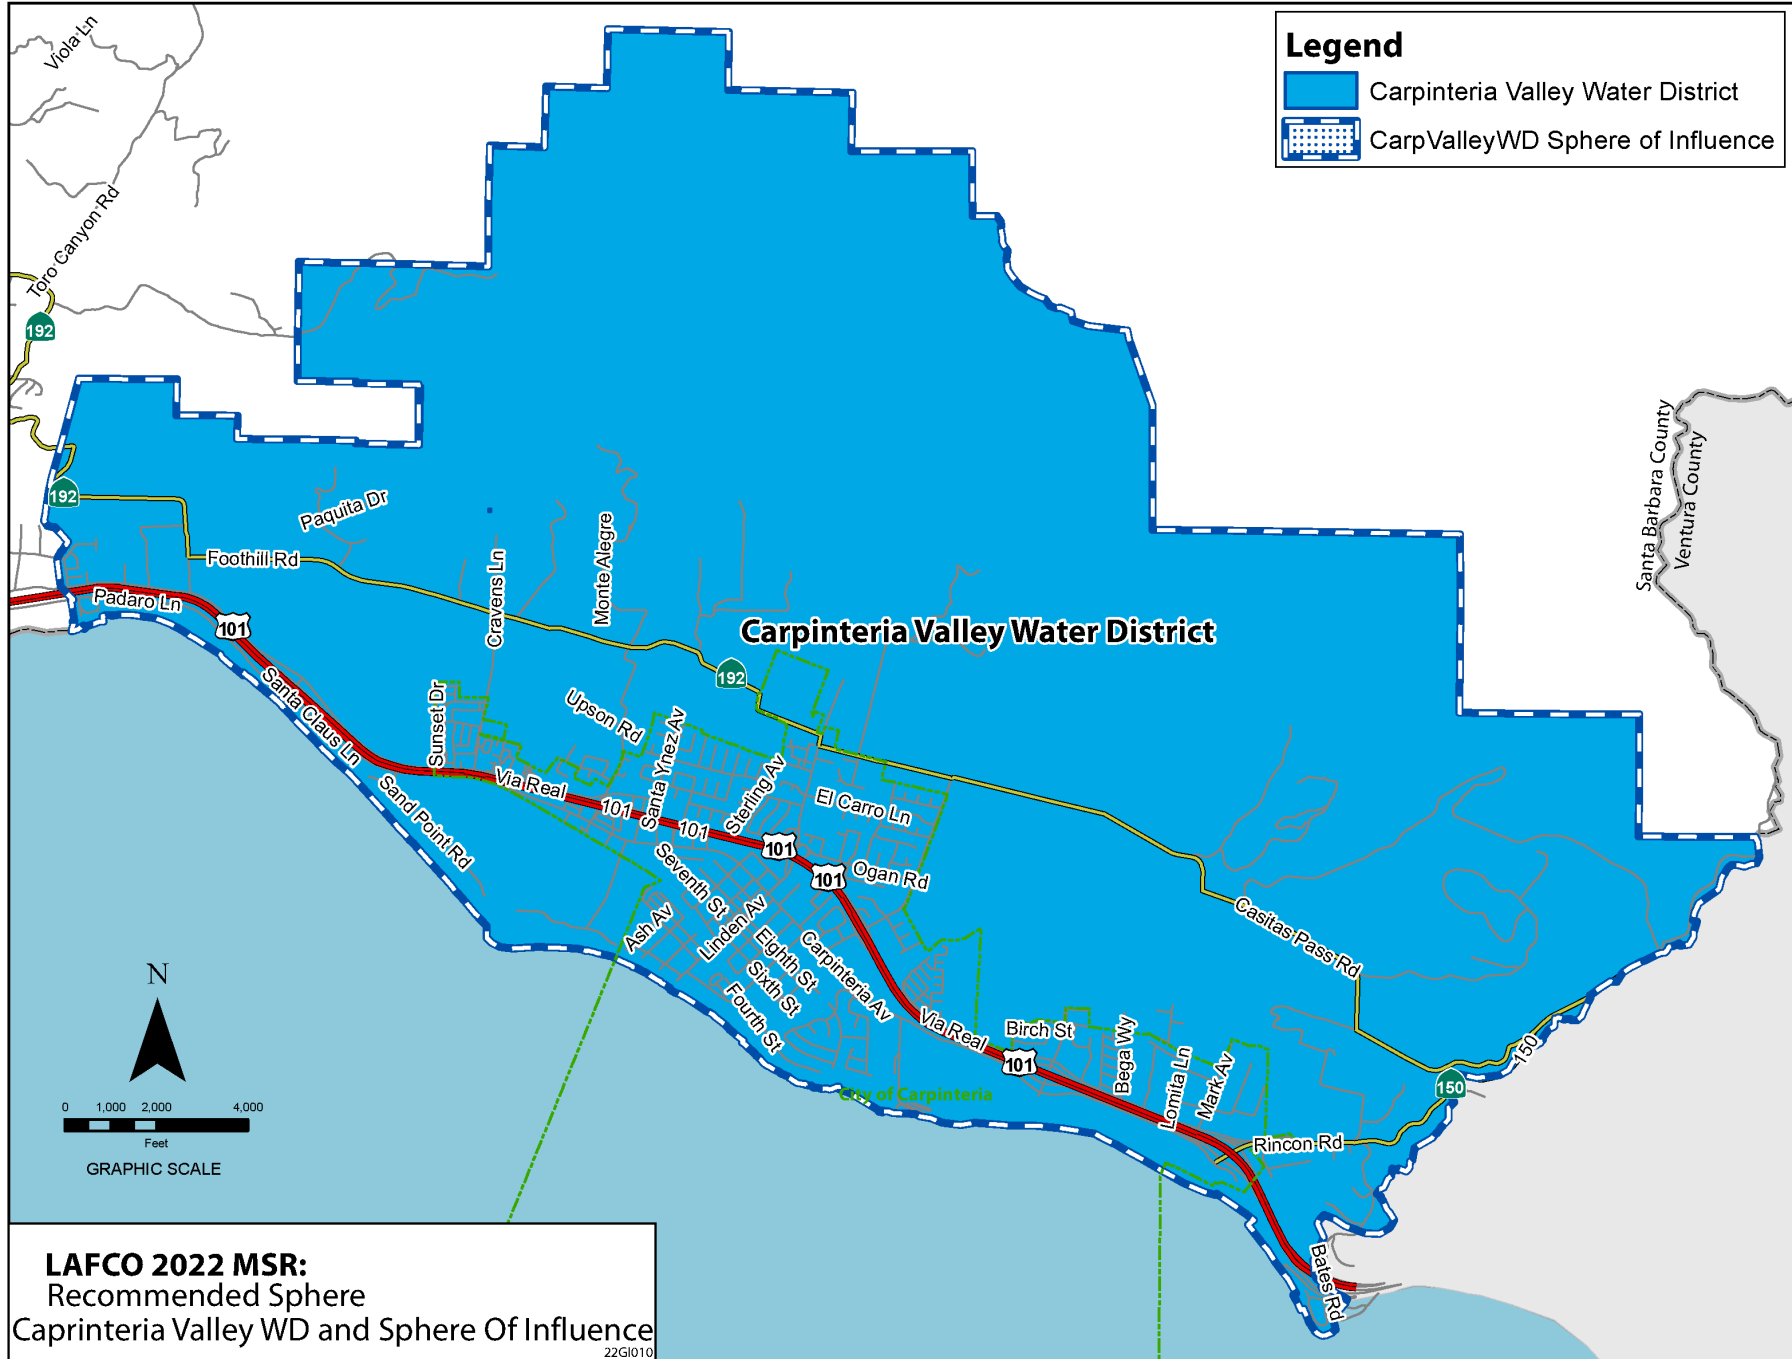 Legend
Carpinteria Valley Water District
CarpValleyWD Sphere of Influence
Viola Ln
Toro Canyon Rd
192
192
Paquita Dr
Foothill Rd
Padaro Ln
101
Santa Claus Ln
Cravens Ln
Monte Alegre
Carpinteria Valley Water District
192
Sunset Dr
Upson Rd
Santa Ynez Av
Sterling Av
Via Real
101
101
101
El Carro Ln
Sand Point Rd
Seventh St
101
Ogan Rd
Ash Av
Linden Av
Eighth St
Sixth St
Fourth St
Carpinteria Av
Casitas Pass Rd
Via Real
Birch St
101
Bega Wy
Lomita Ln
Mark Av
City of Carpinteria
150
150
Rincon Rd
Bates Rd
Santa Barbara County
Ventura County
N
0 1,000 2,000 4,000
Feet
GRAPHIC SCALE
LAFCO 2022 MSR:
Recommended Sphere
Caprinteria Valley WD and Sphere Of Influence
22GI010